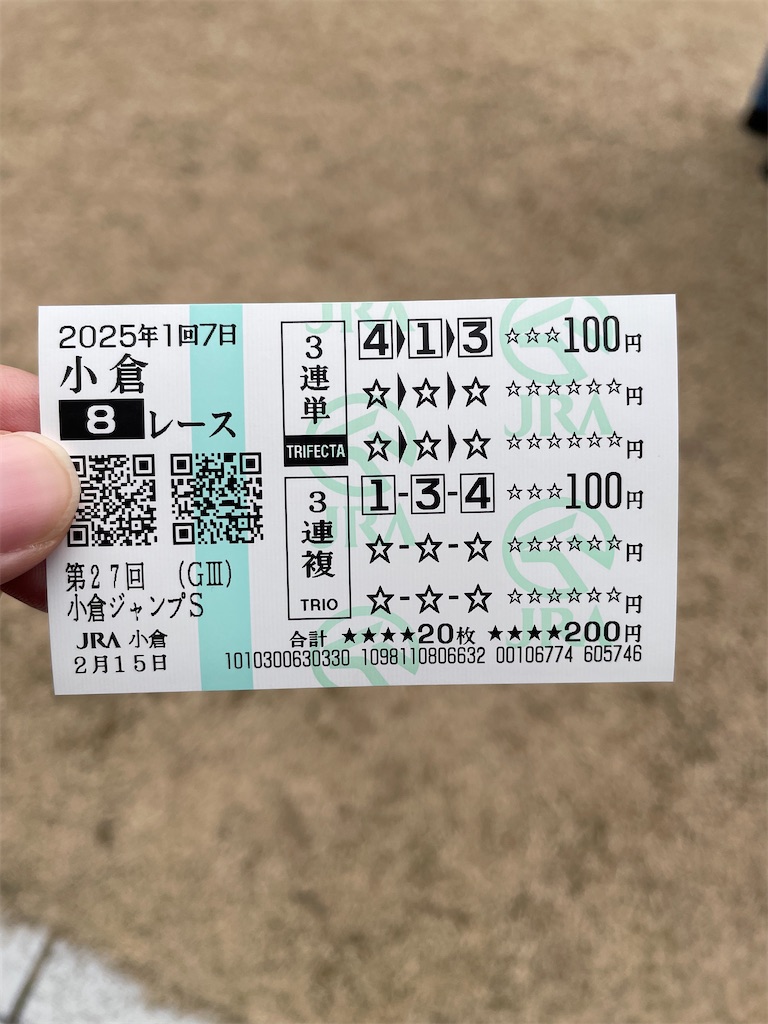 2025年1回7日
小倉
8レース
第27回 (GⅢ)
小倉ジャンプS
JRA 小倉
2月15日
3連単
TRIFECTA
4▶1▶3 ☆☆☆100円
☆▶☆▶☆ ☆☆☆☆☆☆円
☆▶☆▶☆ ☆☆☆☆☆☆円
3連複
TRIO
1-3-4 ☆☆☆100円
☆-☆-☆ ☆☆☆☆☆☆円
☆-☆-☆ ☆☆☆☆☆☆円
合計 ★★★★20枚 ★★★★200円
1010300630330 1098110806632 00106774 605746
JRA
JRA
JRA
JRA